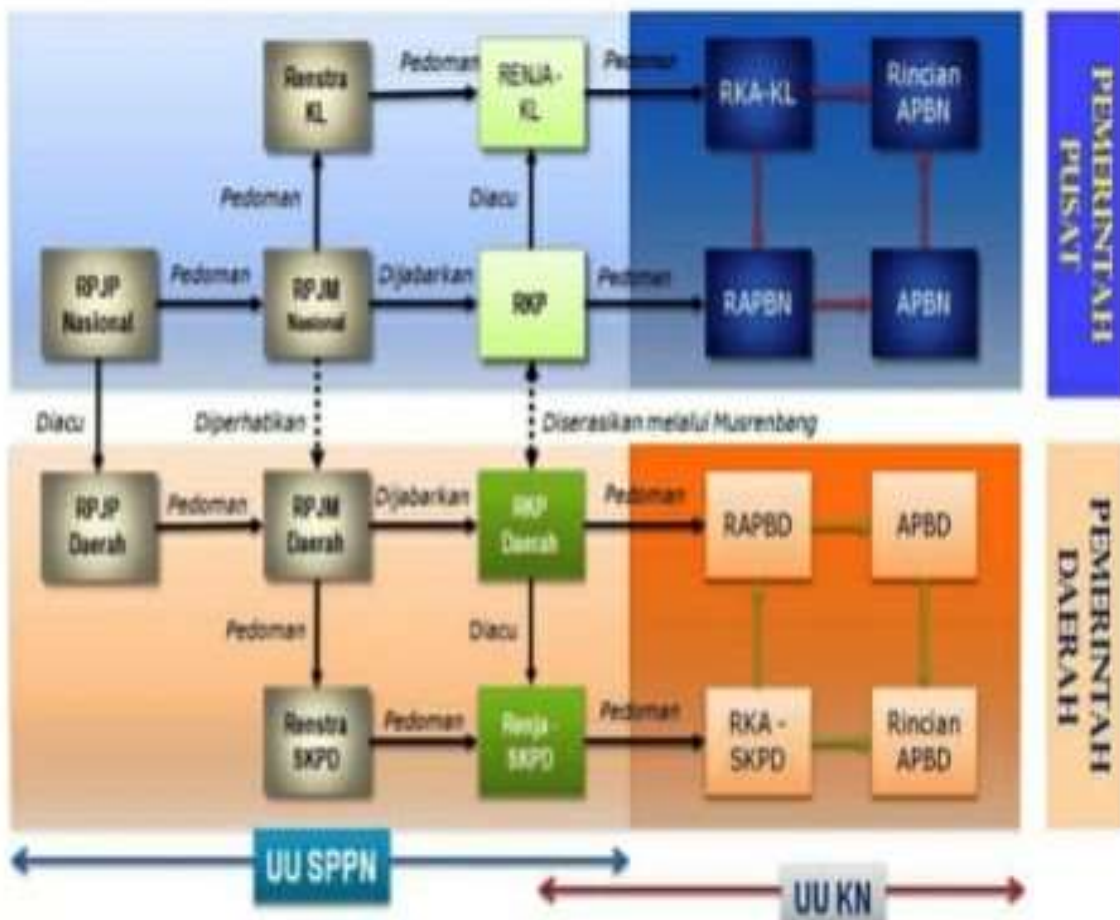 Renstra
KL
Pedoman
RENJA -
KL
Pedoman
RKA-KL
Rincian
APBN
PEMERINTAH
PUSAT
Pedoman
Diacu
RPJP
Nasional
Pedoman
RPJM
Nasional
Dijabarkan
RKP
Pedoman
RAPBN
APBN
Diacu
Diperhatikan
Diserasikan melalui Musrenbang
RPJP
Daerah
Pedoman
RPJM
Daerah
Dijabarkan
RKP
Daerah
Pedoman
RAPBD
APBD
PEMERINTAH
DAERAH
Pedoman
Diacu
Renstra
SKPD
Pedoman
Renja -
SKPD
Pedoman
RKA -
SKPD
Rincian
APBD
UU SPPN
UU KN